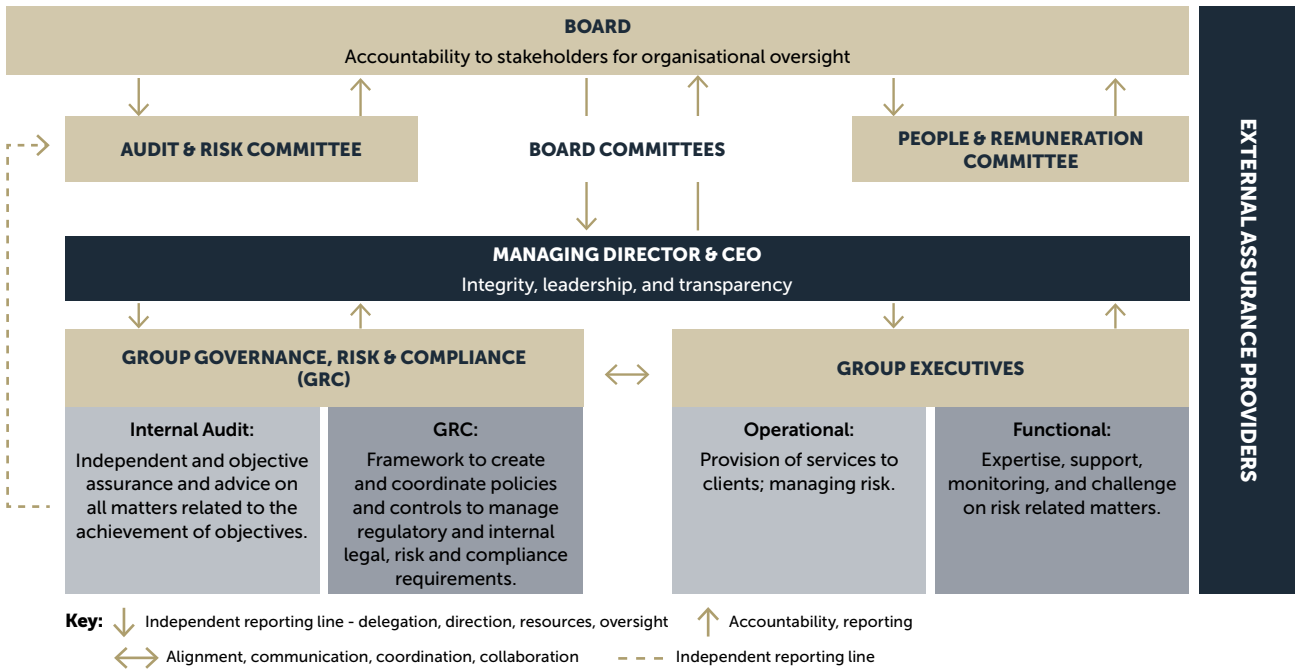 BOARD
Accountability to stakeholders for organisational oversight
AUDIT & RISK COMMITTEE
BOARD COMMITTEES
PEOPLE & REMUNERATION
COMMITTEE
MANAGING DIRECTOR & CEO
Integrity, leadership, and transparency
GROUP GOVERNANCE, RISK & COMPLIANCE
(GRC)
GROUP EXECUTIVES
Internal Audit:
Independent and objective
assurance and advice on
all matters related to the
achievement of objectives.
GRC:
Framework to create
and coordinate policies
and controls to manage
regulatory and internal
legal, risk and compliance
requirements.
Operational:
Provision of services to
clients; managing risk.
Functional:
Expertise, support,
monitoring, and challenge
on risk related matters.
EXTERNAL ASSURANCE PROVIDERS
Key: Independent reporting line - delegation, direction, resources, oversight Accountability, reporting
Alignment, communication, coordination, collaboration Independent reporting line